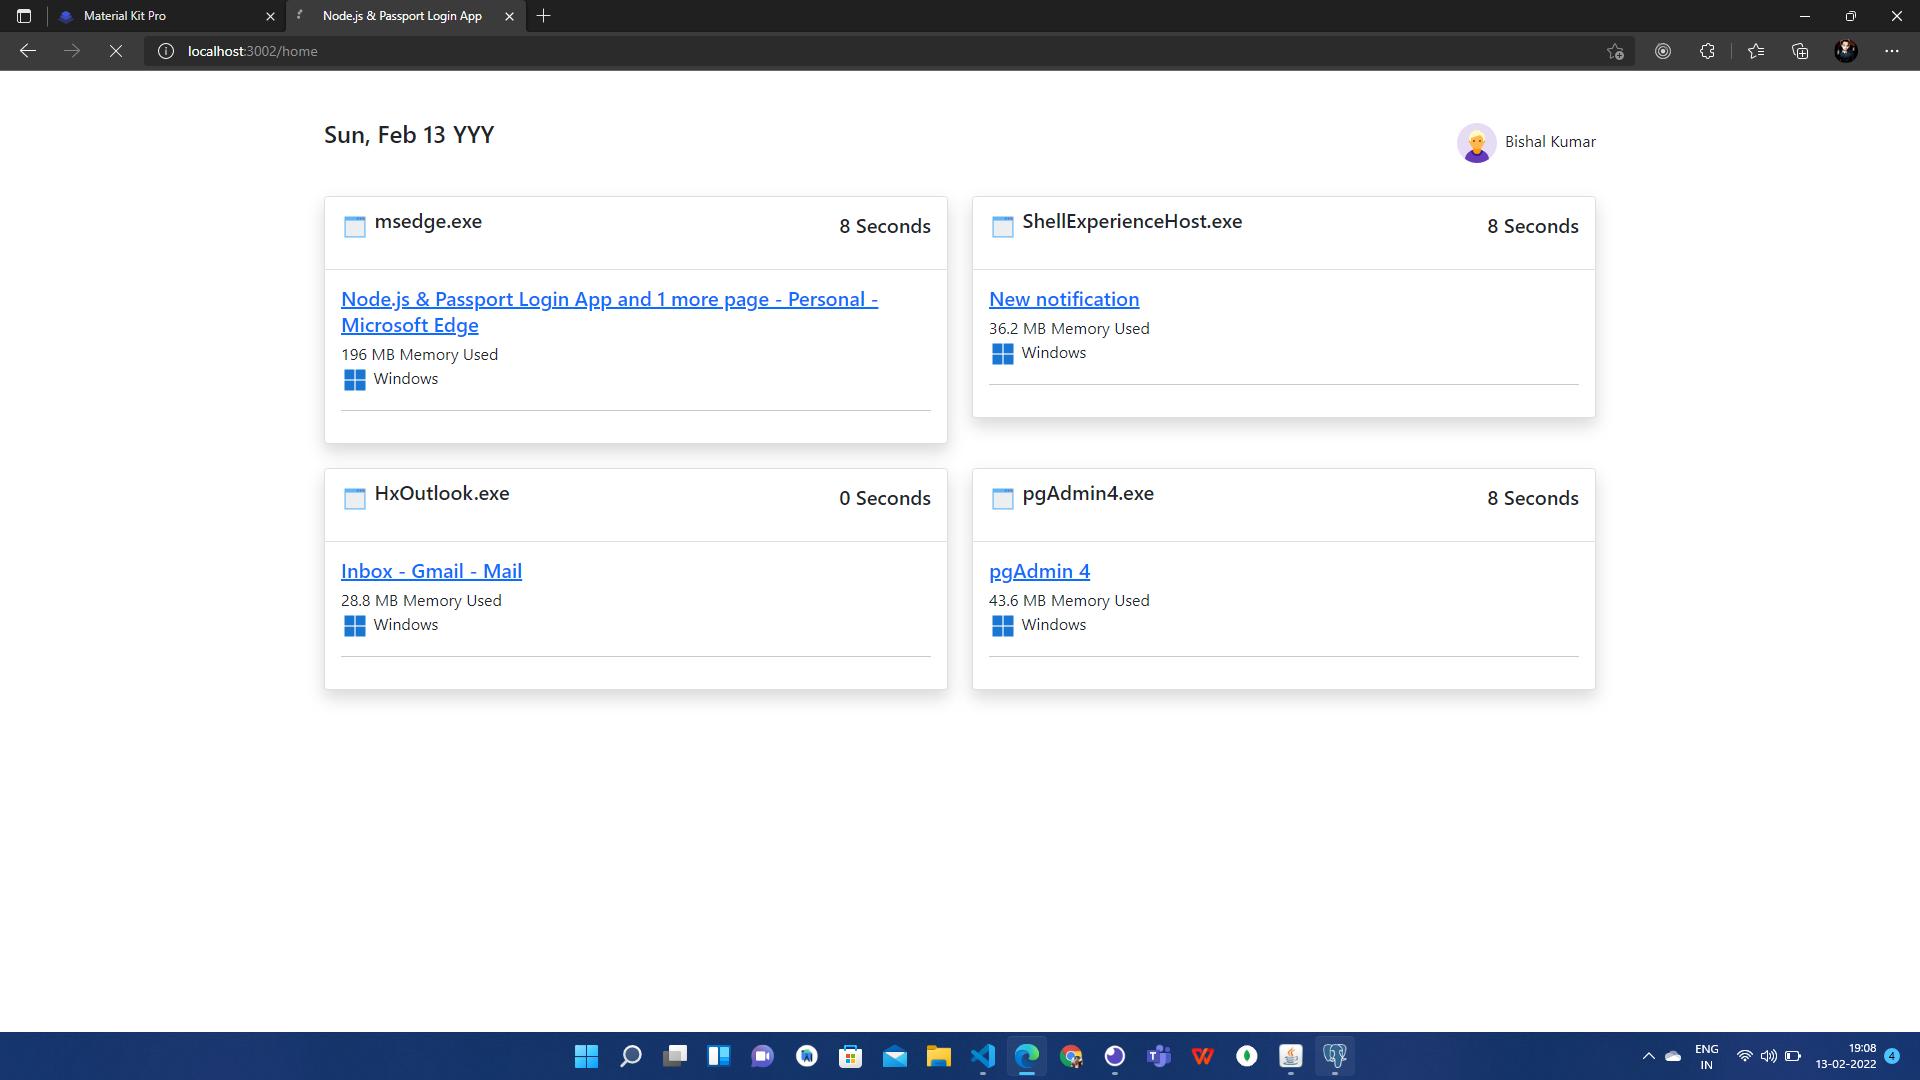 Material Kit Pro
Node.js & Passport Login App
localhost:3002/home
Sun, Feb 13 YYY
Bishal Kumar
msedge.exe
8 Seconds
Node.js & Passport Login App and 1 more page - Personal -
Microsoft Edge
196 MB Memory Used
Windows
ShellExperienceHost.exe
8 Seconds
New notification
36.2 MB Memory Used
Windows
HxOutlook.exe
0 Seconds
Inbox - Gmail - Mail
28.8 MB Memory Used
Windows
pgAdmin4.exe
8 Seconds
pgAdmin 4
43.6 MB Memory Used
Windows
ENG
IN
19:08
13-02-2022
4